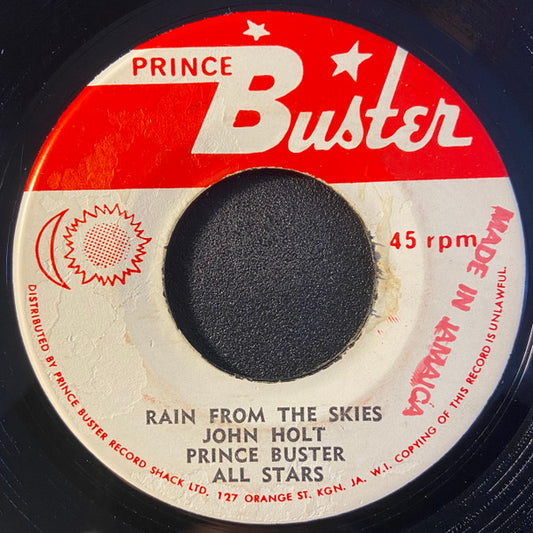 PRINCE
Buster
45 rpm
MADE IN JAMAICA
RAIN FROM THE SKIES
JOHN HOLT
PRINCE BUSTER
ALL STARS
DISTRIBUTED BY PRINCE BUSTER RECORD SHACK LTD. 127 ORANGE ST. KGN. JA. W.I. COPYING OF THIS RECORD IS UNLAWFUL.